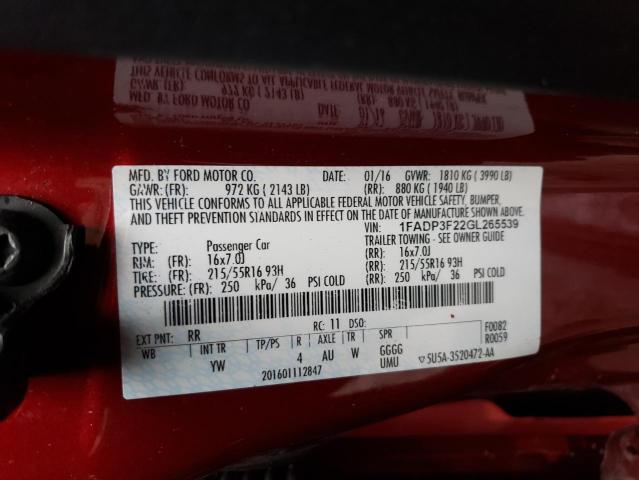 MFD. BY FORD MOTOR CO. DATE: 01/16 GVWR: 1810 KG ( 3990 LB)
GAWR: (FR): 972 KG ( 2143 LB) (RR): 880 KG ( 1940 LB)
THIS VEHICLE CONFORMS TO ALL APPLICABLE FEDERAL MOTOR VEHICLE SAFETY, BUMPER,
AND THEFT PREVENTION STANDARDS IN EFFECT ON THE DATE OF MANUFACTURE SHOWN ABOVE.
VIN: 1FADP3F22GL265539
TYPE: Passenger Car TRAILER TOWING - SEE OWNER GUIDE
RIM: (FR): 16x7.0J (RR): 16x7.0J
TIRE: (FR): 215/55R16 93H (RR): 215/55R16 93H
PRESSURE: (FR): 250 kPa/ 36 PSI COLD (RR): 250 kPa/ 36 PSI COLD
EXT PNT: RR RC: 11 DSO: F0082
WB INT TR TP/PS R AXLE TR SPR R0059
YW 4 AU W GGGG
UMU 5U5A-3520472-AA
201601112847